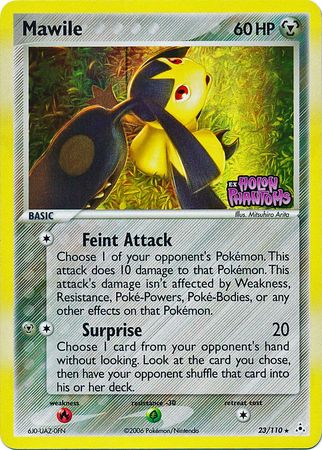 Mawile 60 HP
EX
HOLON
PHANTOMS
BASIC
Illus. Mitsuhiro Arita
Feint Attack
Choose 1 of your opponent's Pokémon. This
attack does 10 damage to that Pokémon. This
attack's damage isn't affected by Weakness,
Resistance, Poké-Powers, Poké-Bodies, or any
other effects on that Pokémon.
Surprise 20
Choose 1 card from your opponent's hand
without looking. Look at the card you chose,
then have your opponent shuffle that card into
his or her deck.
weakness resistance -30 retreat cost
6J0-UAZ-0FN ©2006 Pokémon/Nintendo 23/110 ★